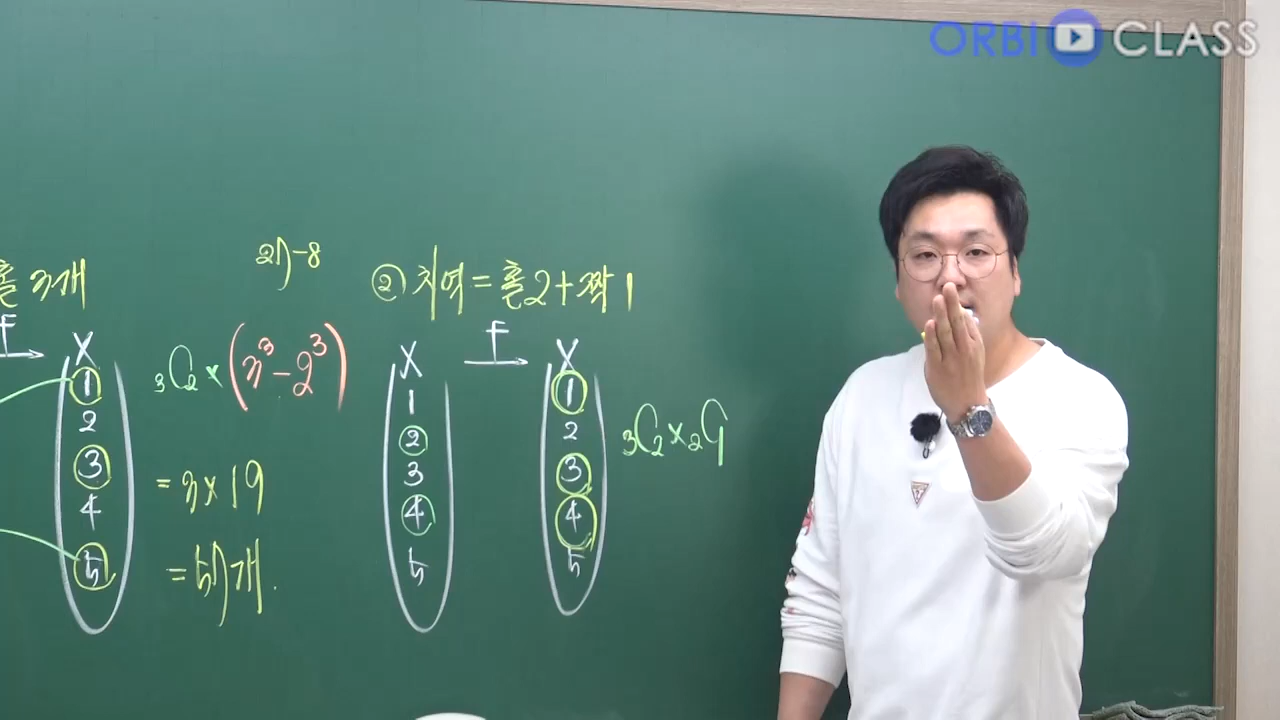 ORBI CLASS
홀 3개
f
X
1
2
3
4
5
27-8
₃C₂ × (3³-2³)
= 3×19
= 57개.
② 치역 = 홀2+짝1
X
1
2
3
4
5
f
X
1
2
3
4
5
₃C₂ × ₂C₁